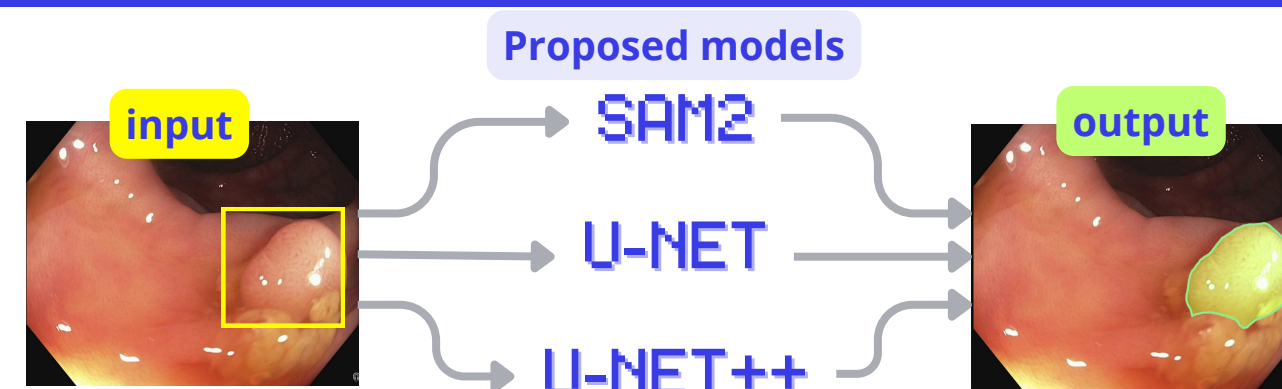 Proposed models
input
SAM2
output
U-NET
U-NET++